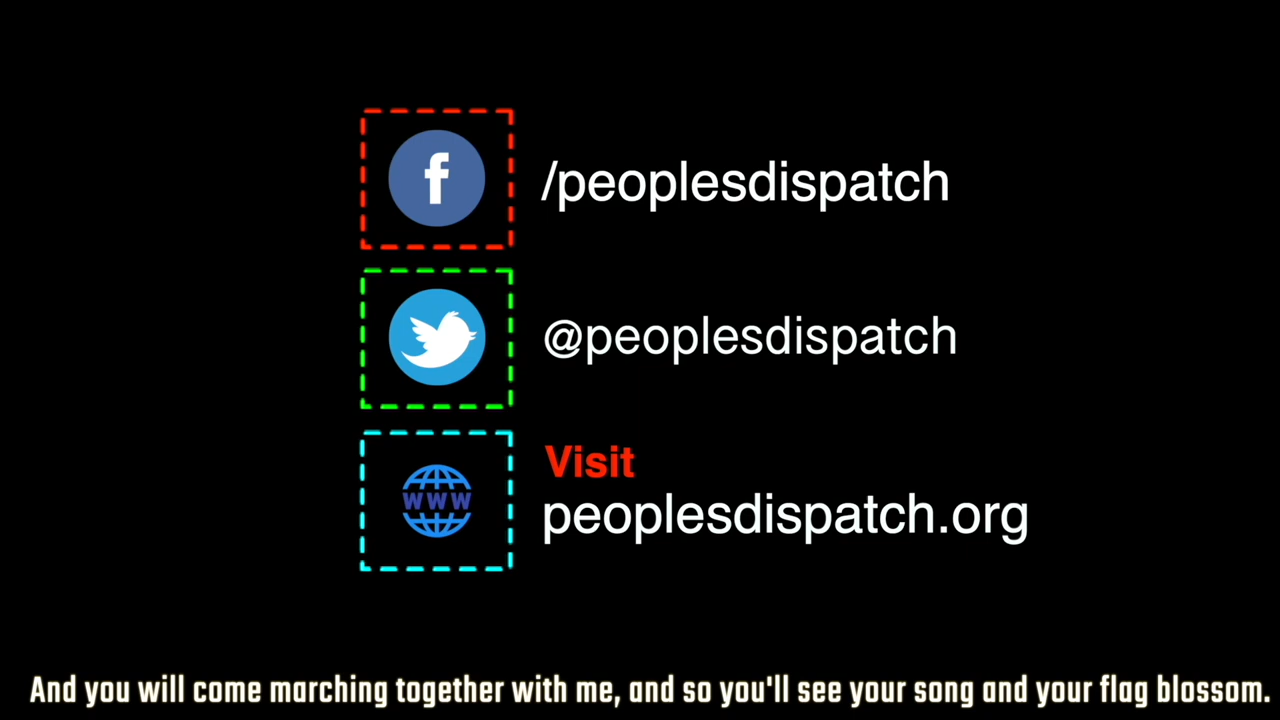 f
/peoplesdispatch
@peoplesdispatch
Visit
WWW
peoplesdispatch.org
And you will come marching together with me, and so you'll see your song and your flag blossom.